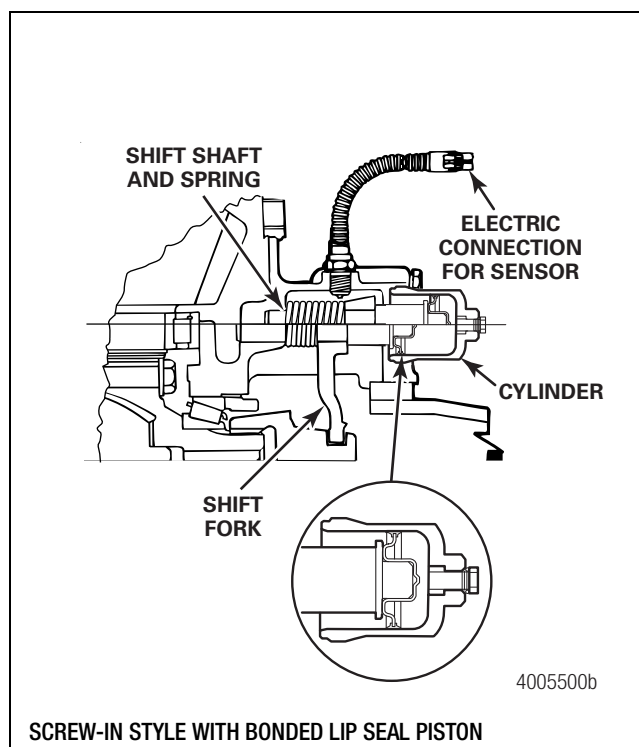 SHIFT SHAFT
AND SPRING
ELECTRIC
CONNECTION
FOR SENSOR
CYLINDER
SHIFT
FORK
4005500b
SCREW-IN STYLE WITH BONDED LIP SEAL PISTON